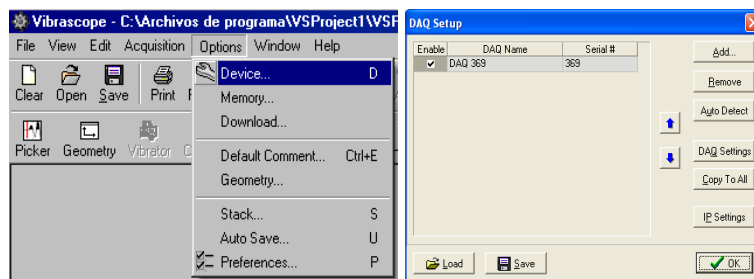 Vibrascope - C:\Archivos de programa\VSProject1\VSF
File View Edit Acquisition Options Window Help
Clear Open Save Print
Picker Geometry Vibrator
Device... D
Memory...
Download...
Default Comment... Ctrl+E
Geometry...
Stack... S
Auto Save... U
Preferences... P
DAQ Setup
Enable DAQ Name Serial #
DAQ 369 369
Add...
Remove
Auto Detect
DAQ Settings
Copy To All
IP Settings
Load Save OK